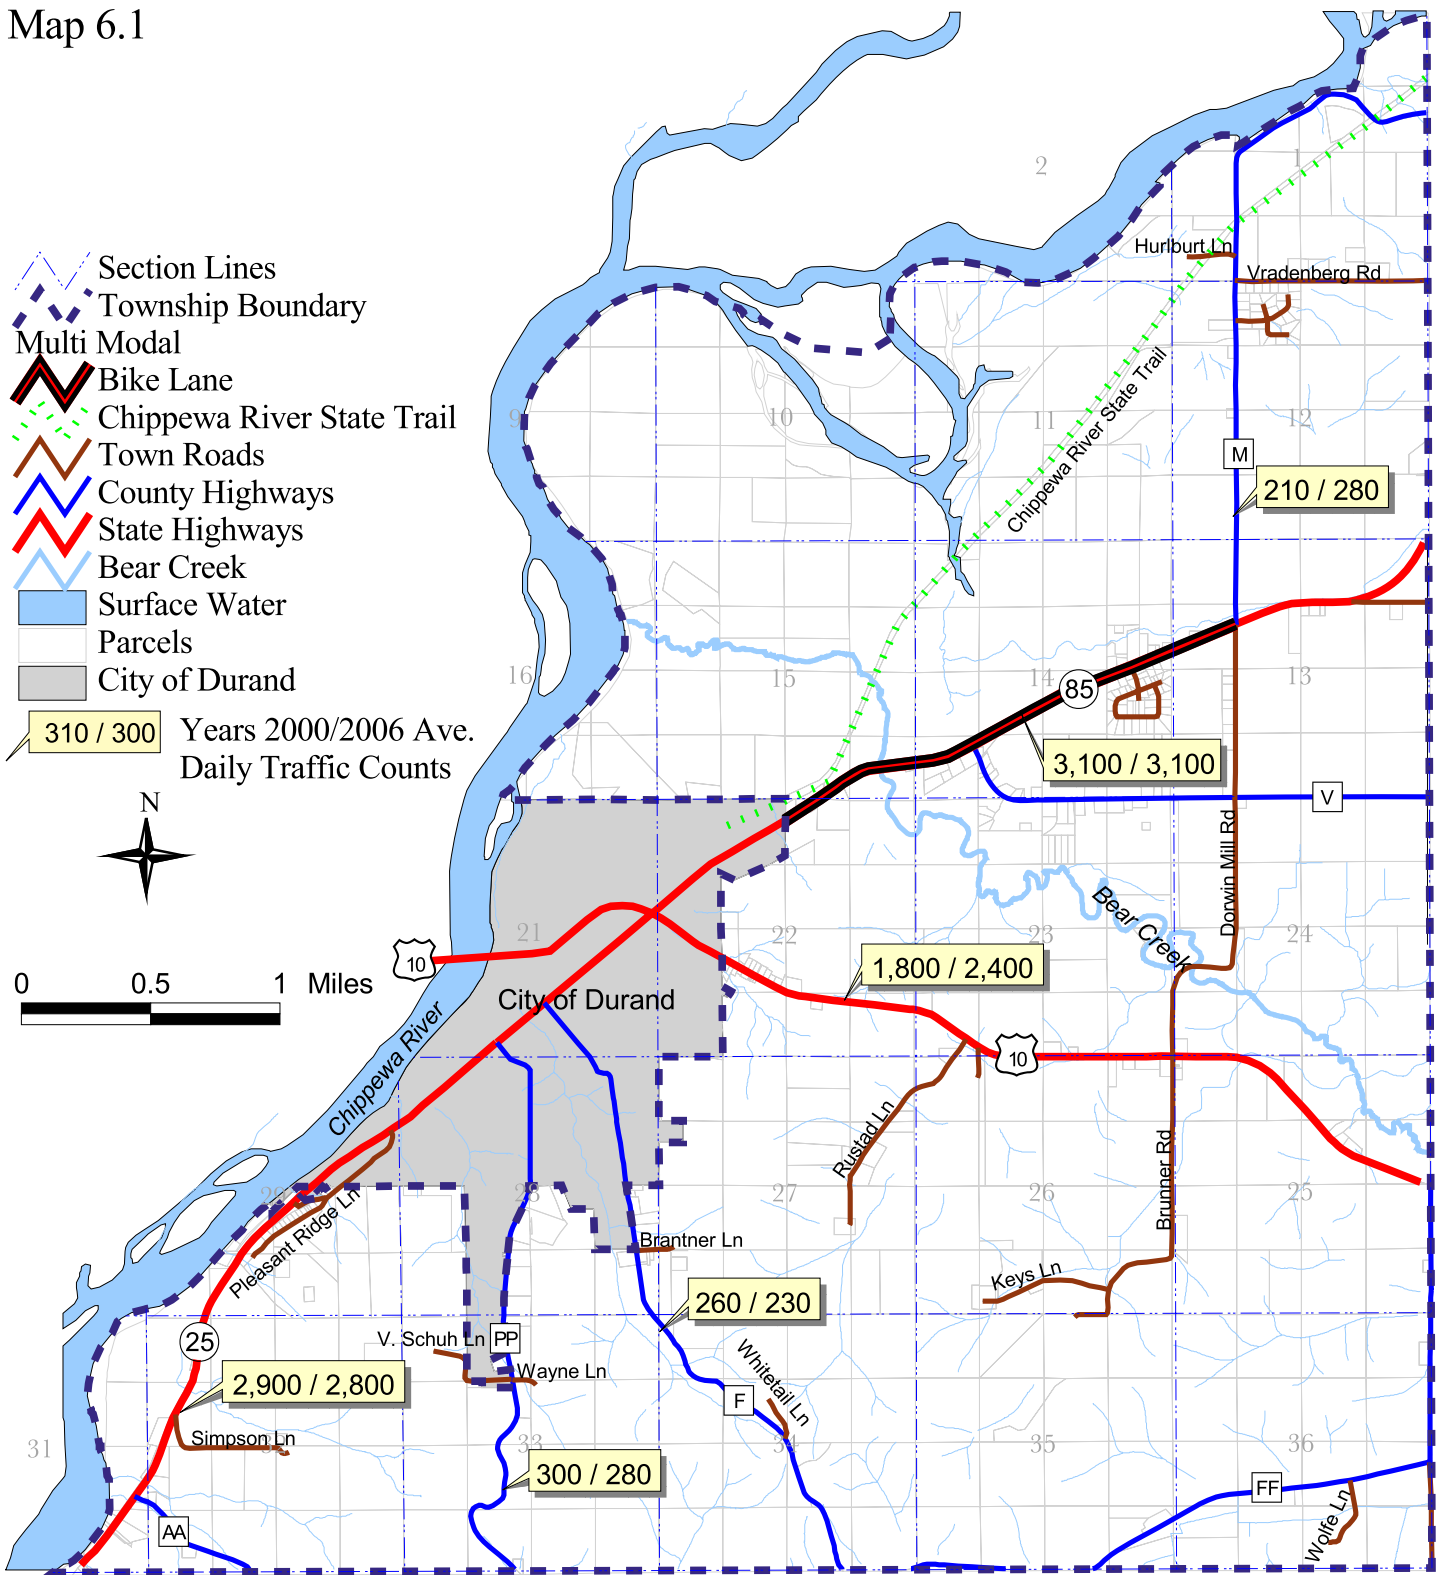 Map 6.1
Section Lines
Township Boundary
Multi Modal
Bike Lane
Chippewa River State Trail
Town Roads
County Highways
State Highways
Bear Creek
Surface Water
Parcels
City of Durand
310 / 300
Years 2000/2006 Ave.
Daily Traffic Counts
N
0
0.5
1
Miles
2
1
Hurlburt Ln
Vradenberg Rd
Chippewa River State Trail
9
10
11
12
M
210 / 280
16
15
14
13
85
3,100 / 3,100
V
Dorwin Mill Rd
Bear Creek
21
22
23
24
10
1,800 / 2,400
City of Durand
Chippewa River
10
Rustad Ln
Brunner Rd
29
28
27
26
25
Pleasant Ridge Ln
Brantner Ln
Keys Ln
260 / 230
25
V. Schuh Ln
PP
Wayne Ln
Whitetail Ln
2,900 / 2,800
F
Simpson Ln
31
32
33
34
35
36
300 / 280
FF
Wolfe Ln
AA